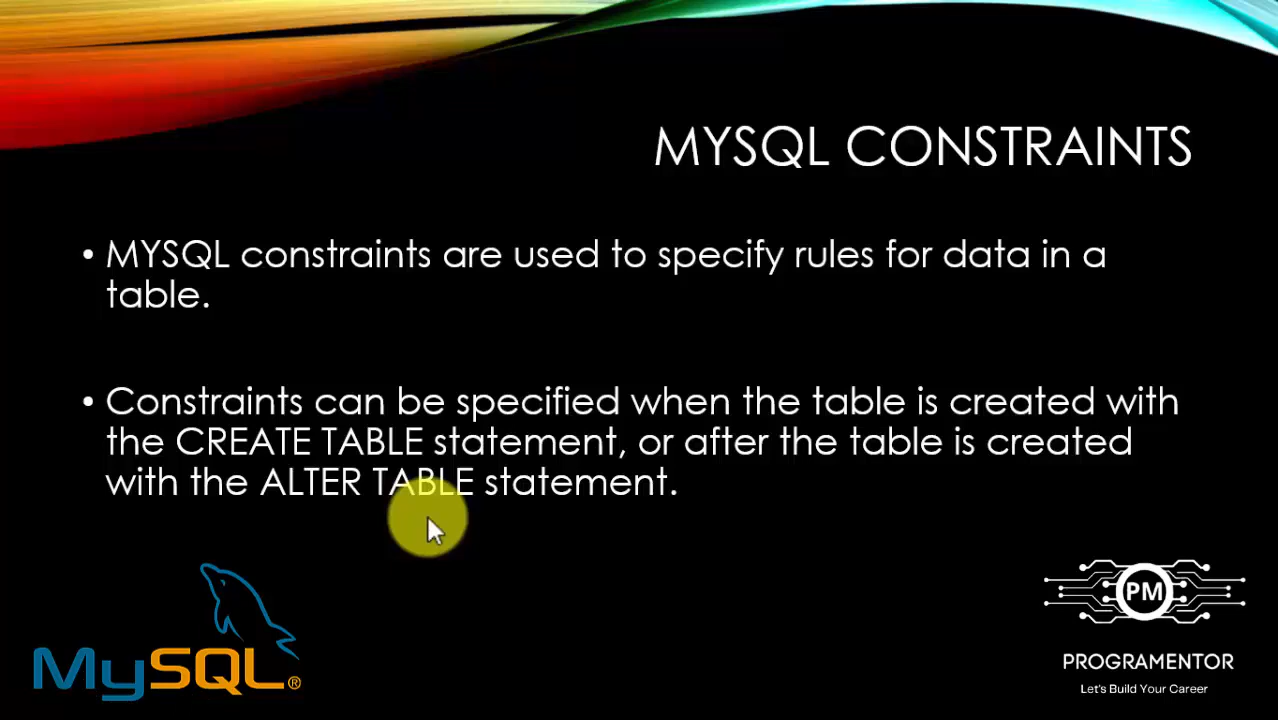 MYSQL CONSTRAINTS
• MYSQL constraints are used to specify rules for data in a
table.
• Constraints can be specified when the table is created with
the CREATE TABLE statement, or after the table is created
with the ALTER TABLE statement.
MySQL®
PM
PROGRAMENTOR
Let's Build Your Career